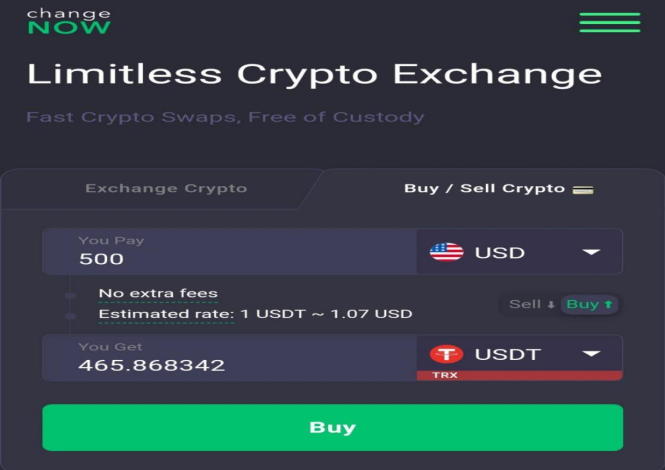 change
NOW
Limitless Crypto Exchange
Fast Crypto Swaps, Free of Custody
Exchange Crypto
Buy / Sell Crypto
You Pay
500
USD
No extra fees
Estimated rate: 1 USDT ~ 1.07 USD
Sell Buy
You Get
465.868342
USDT
TRX
Buy